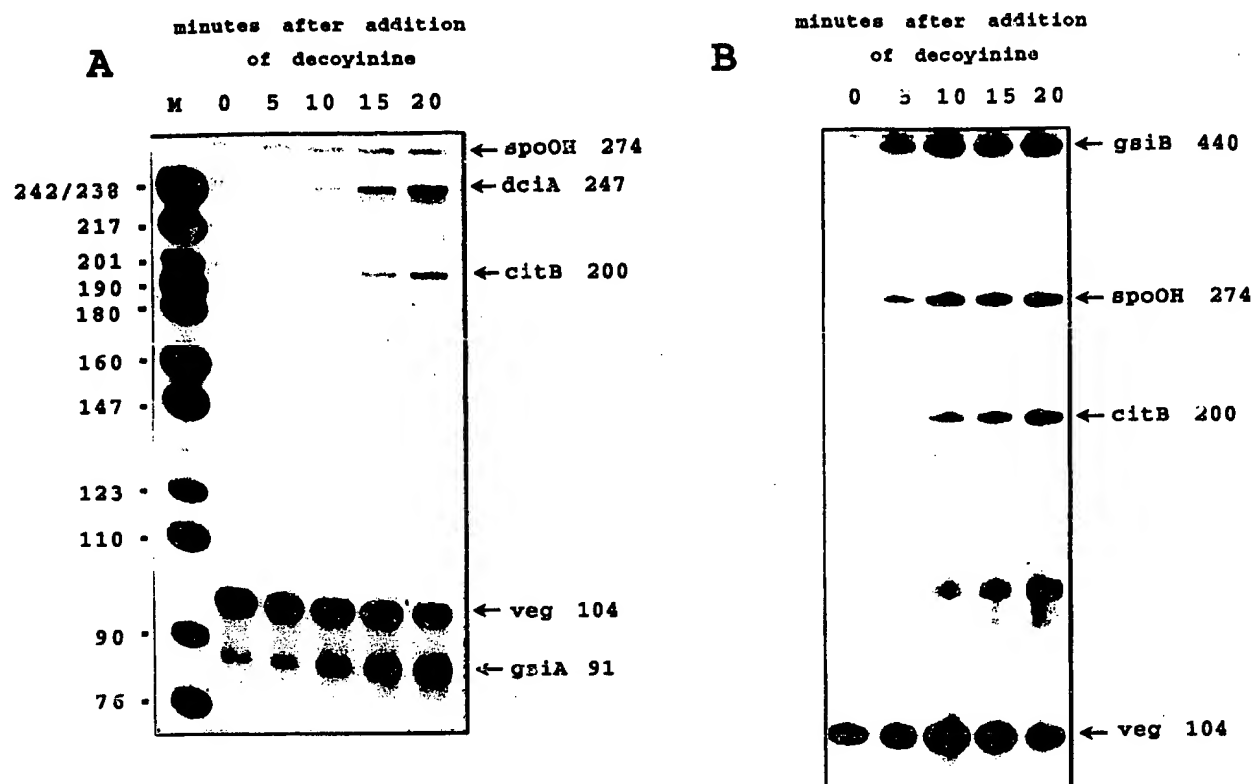 minutes after addition
of decoyinine
A
M 0 5 10 15 20
spoOH 274
242/238
dciA 247
217
201
citB 200
190
180
160
147
123
110
veg 104
90
gsiA 91
76
minutes after addition
of decoyinine
B
0 5 10 15 20
gsiB 440
spoOH 274
citB 200
veg 104